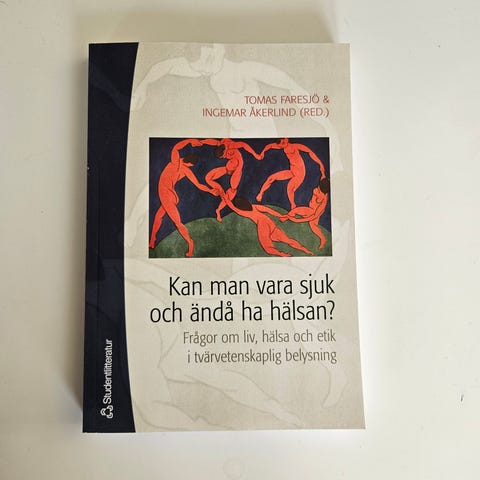 TOMAS FARESJÖ &
INGEMAR ÅKERLIND (RED.)
Kan man vara sjuk
och ändå ha hälsan?
Frågor om liv, hälsa och etik
i tvärvetenskaplig belysning
Studentlitteratur